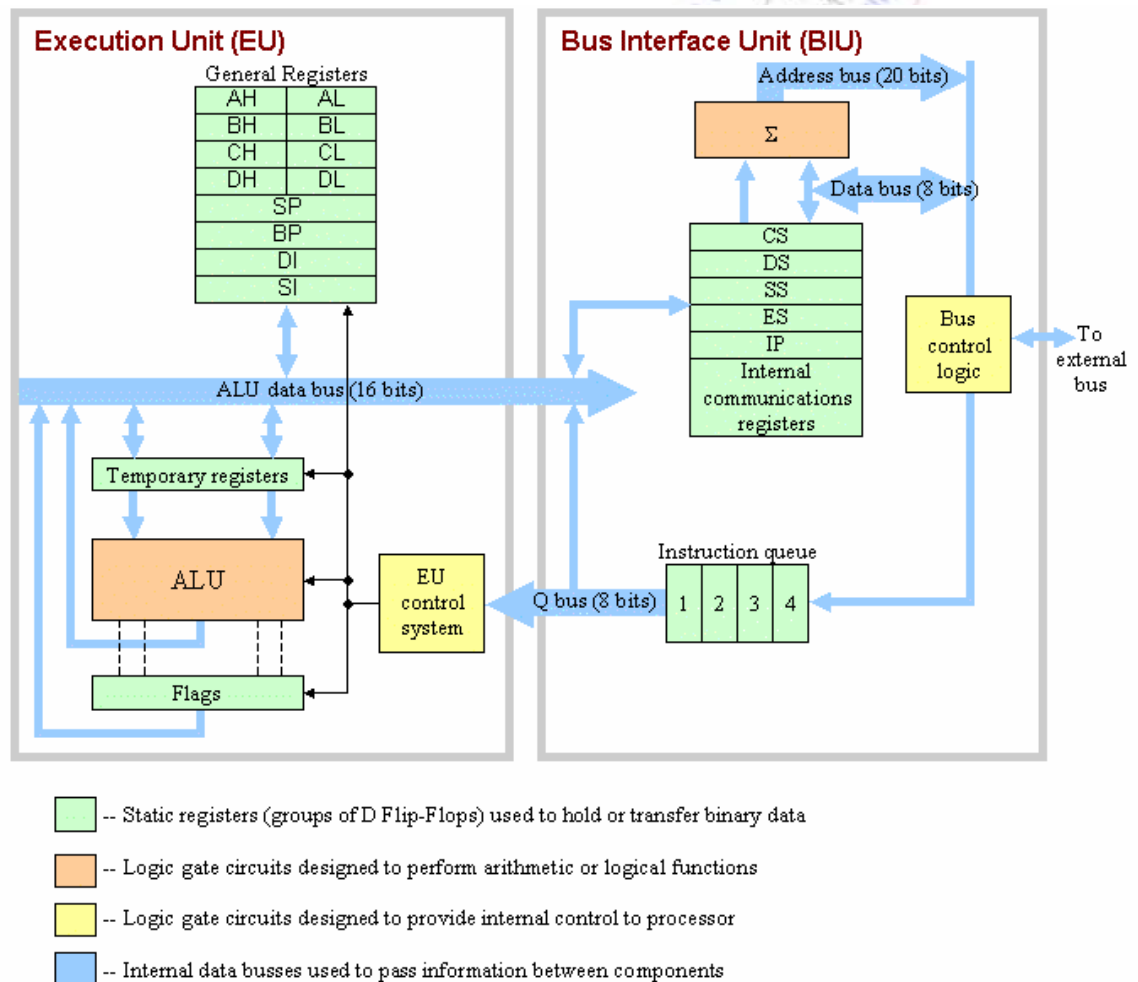 Execution Unit (EU)
General Registers
AH AL
BH BL
CH CL
DH DL
SP
BP
DI
SI
ALU data bus (16 bits)
Temporary registers
ALU
Flags
EU
control
system
Bus Interface Unit (BIU)
Address bus (20 bits)
Σ
Data bus (8 bits)
CS
DS
SS
ES
IP
Internal
communications
registers
Bus
control
logic
To
external
bus
Instruction queue
Q bus (8 bits)
1 2 3 4
-- Static registers (groups of D Flip-Flops) used to hold or transfer binary data
-- Logic gate circuits designed to perform arithmetic or logical functions
-- Logic gate circuits designed to provide internal control to processor
-- Internal data busses used to pass information between components